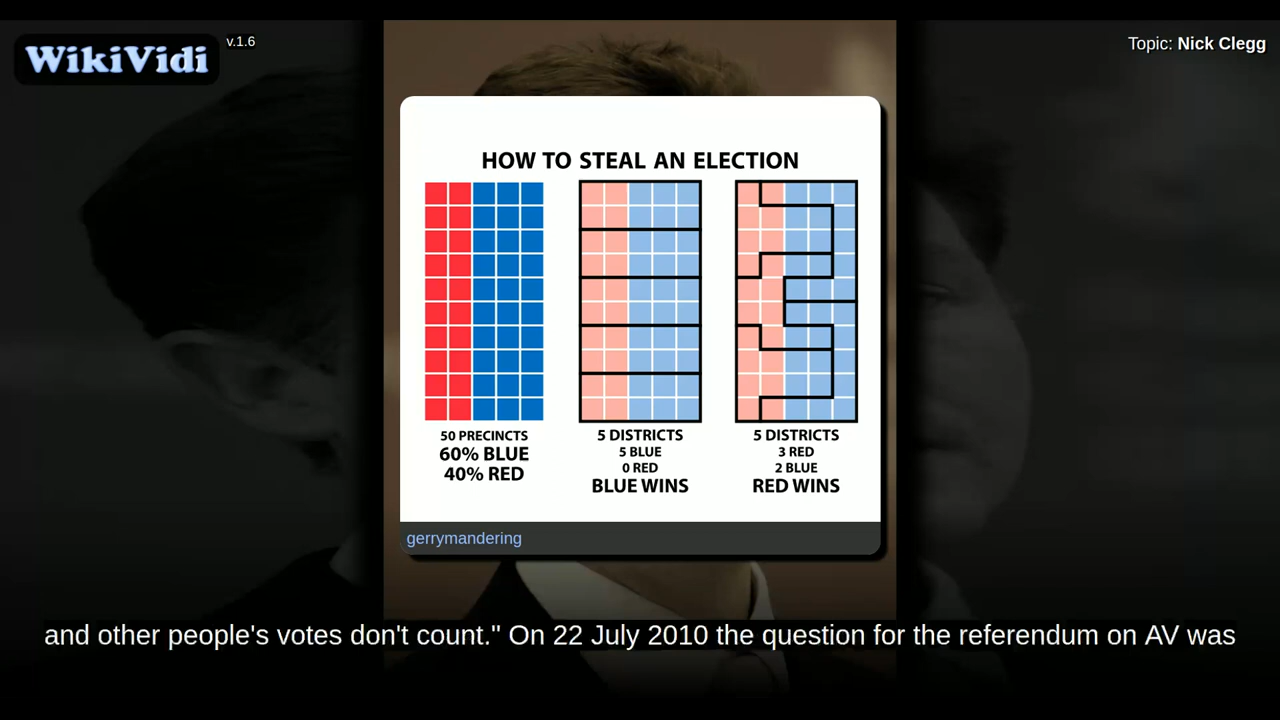 WikiVidi
v.1.6
Topic: Nick Clegg
HOW TO STEAL AN ELECTION
50 PRECINCTS
60% BLUE
40% RED
5 DISTRICTS
5 BLUE
0 RED
BLUE WINS
5 DISTRICTS
3 RED
2 BLUE
RED WINS
gerrymandering
and other people's votes don't count." On 22 July 2010 the question for the referendum on AV was